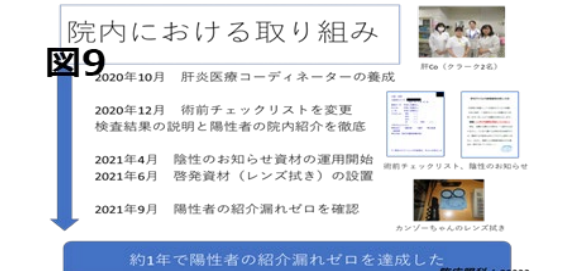 院内における取り組み
図9
肝Co（クラーク2名）
2020年10月 肝炎医療コーディネーターの養成
2020年12月 術前チェックリストを変更
検査結果の説明と陽性者の院内紹介を徹底
2021年4月 陰性のお知らせ資材の運用開始
2021年6月 啓発資材（レンズ拭き）の設置
術前チェックリスト、陰性のお知らせ
2021年9月 陽性者の紹介漏れゼロを確認
カンゾーちゃんのレンズ拭き
約1年で陽性者の紹介漏れゼロを達成した